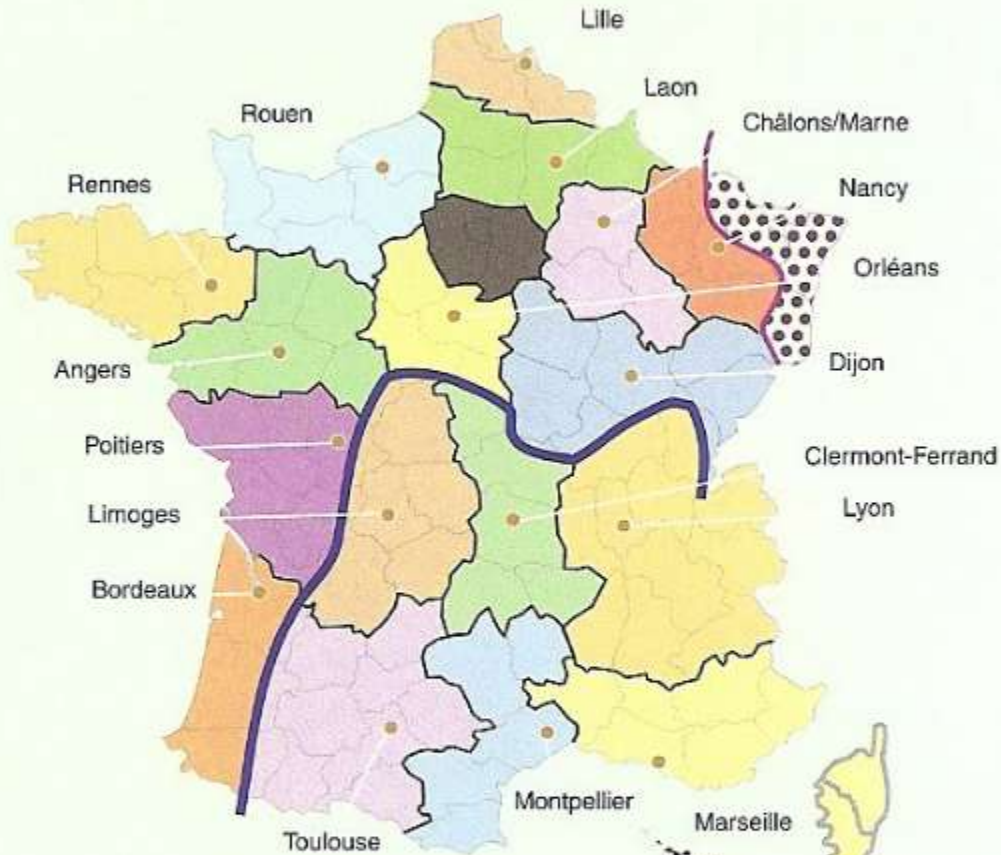 Lille
Laon
Rouen
Châlons/Marne
Rennes
Nancy
Orléans
Angers
Dijon
Poitiers
Clermont-Ferrand
Limoges
Lyon
Bordeaux
Montpellier
Marseille
Toulouse